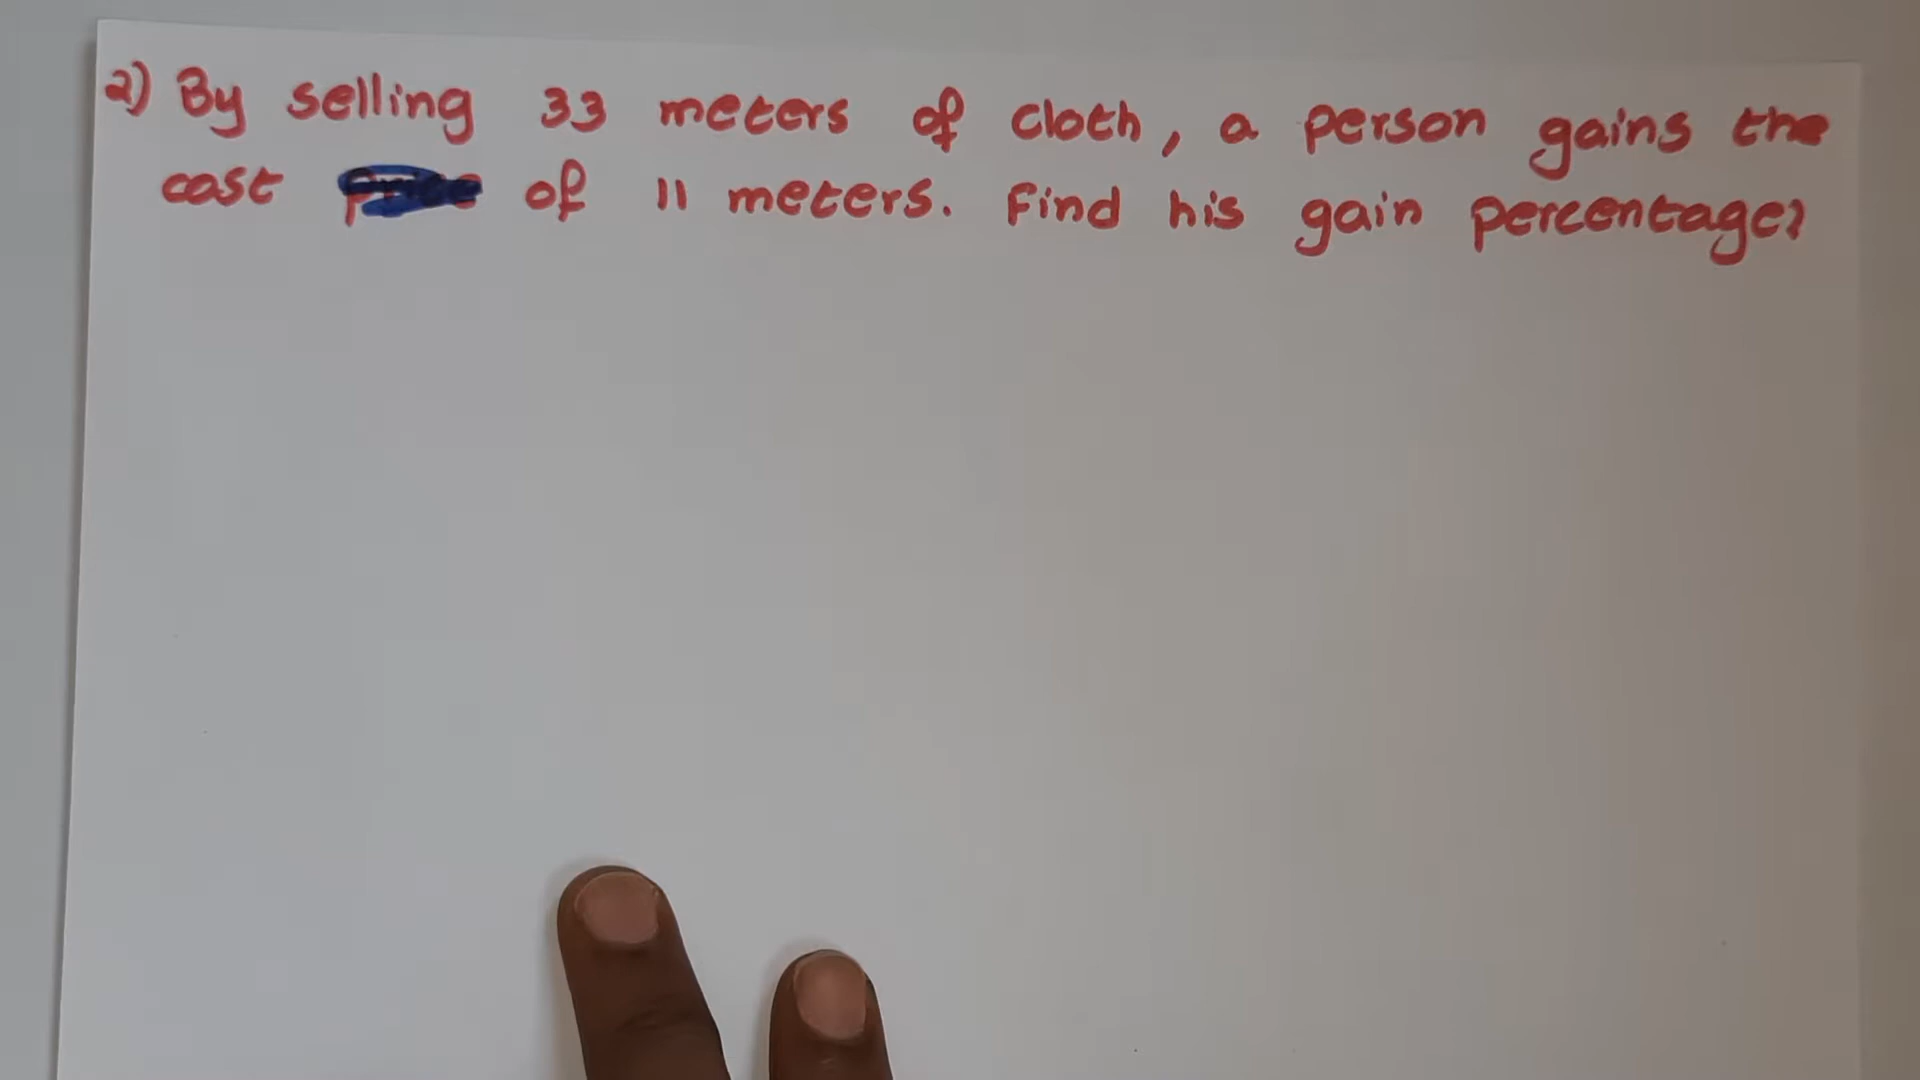 2) By selling 33 meters of cloth, a person gains the
cost of 11 meters. Find his gain percentage?